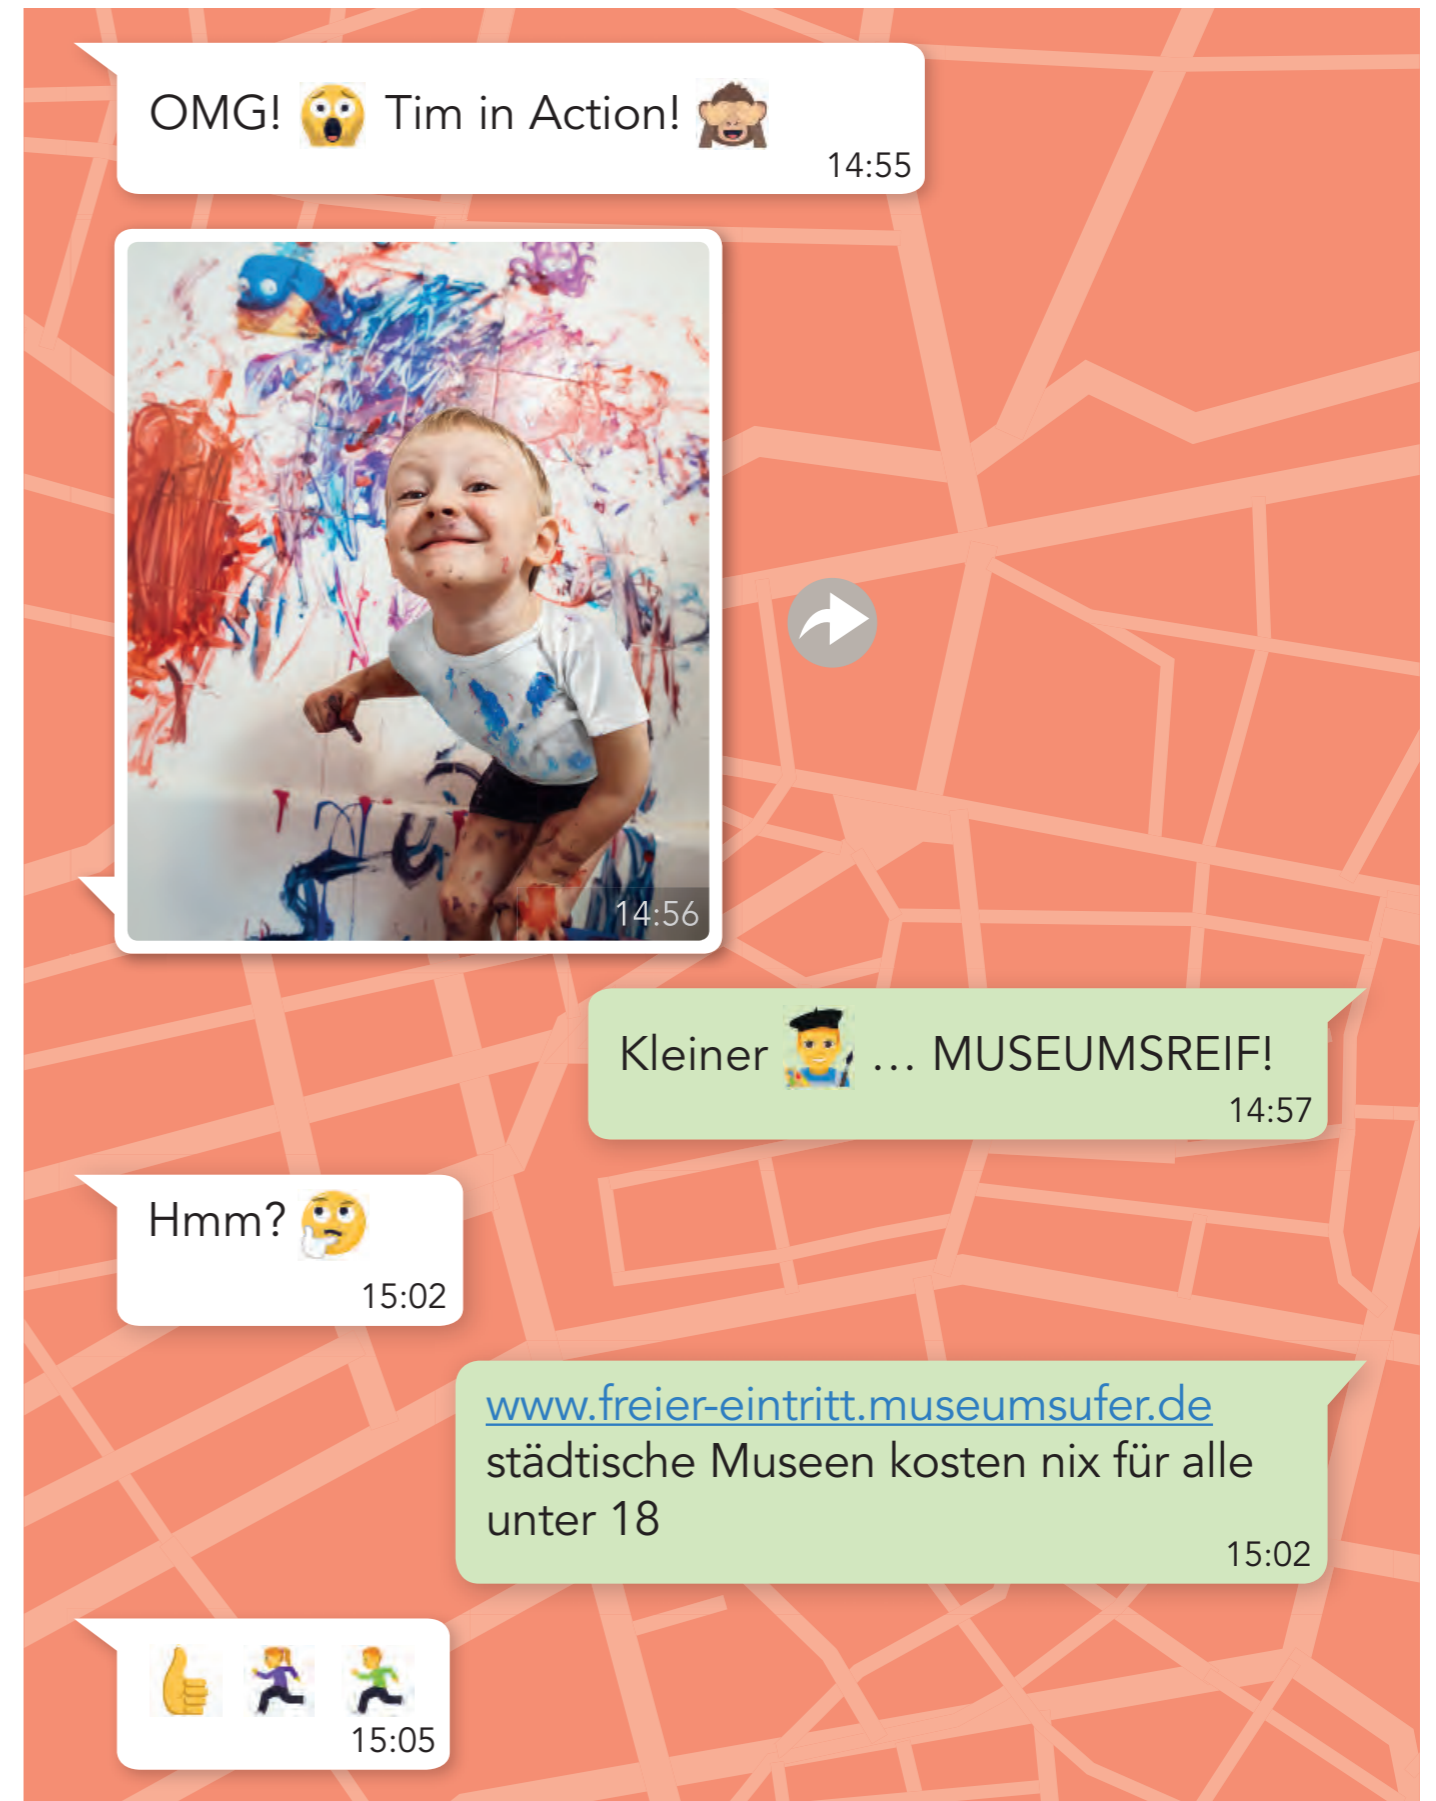 OMG! 😱 Tim in Action! 🙈
14:55
14:56
Kleiner 👨‍🎨 … MUSEUMSREIF!
14:57
Hmm? 🤔
15:02
www.freier-eintritt.museumsufer.de
städtische Museen kosten nix für alle
unter 18
15:02
👍 🏃‍♀️ 🏃‍♂️
15:05